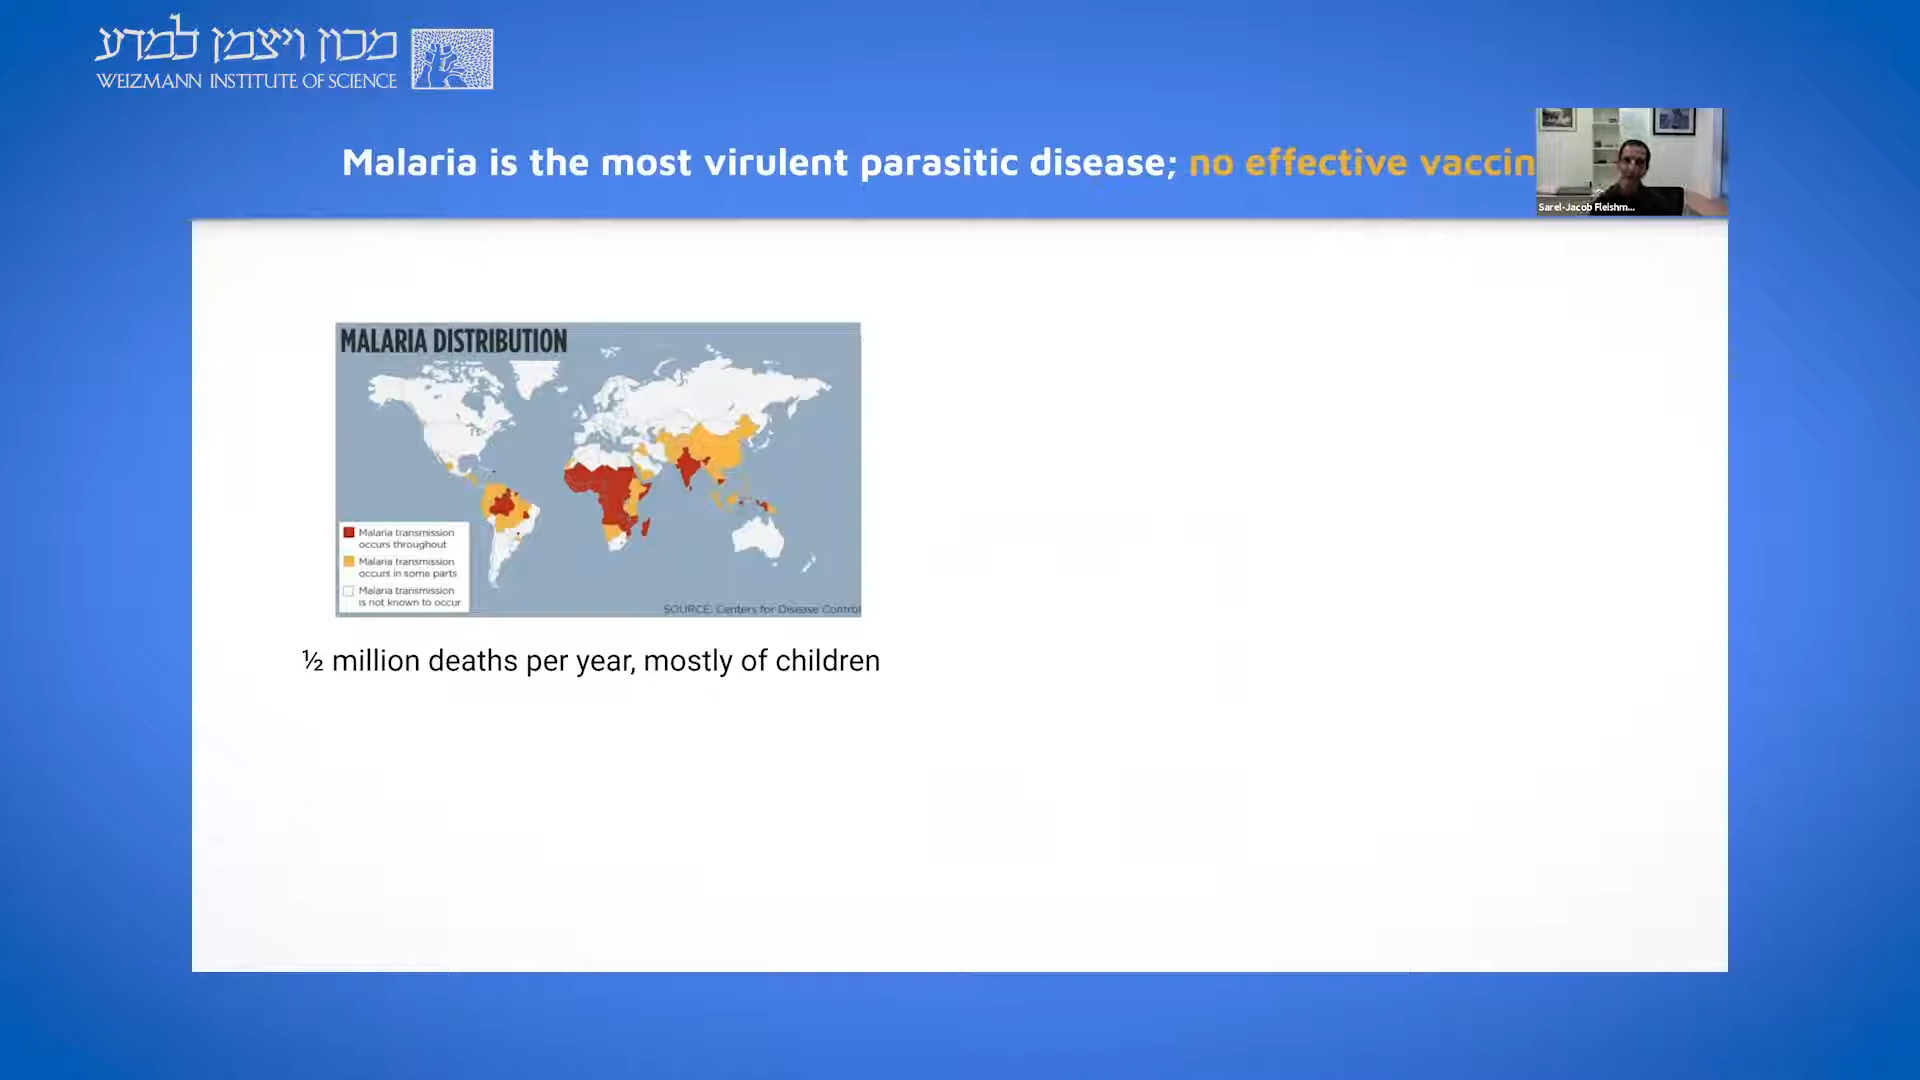 מכון ויצמן למדע
WEIZMANN INSTITUTE OF SCIENCE
Malaria is the most virulent parasitic disease; no effective vaccin
Sarel-Jacob Fleishm...
MALARIA DISTRIBUTION
Malaria transmission
occurs throughout
Malaria transmission
occurs in some parts
Malaria transmission
is not known to occur
SOURCE: Centers for Disease Control
½ million deaths per year, mostly of children